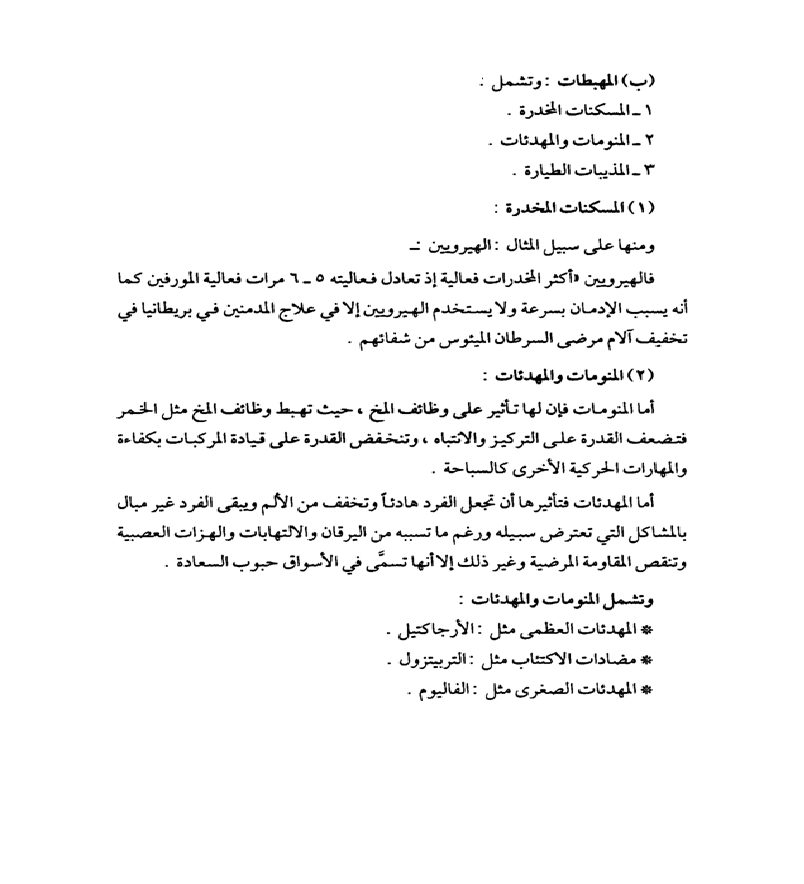 (ب) المهبطات : وتشمل :
١ ـ المسكنات المخدرة .
٢ ـ المنومات والمهدئات .
٣ ـ المذيبات الطيارة .
(١) المسكنات المخدرة :
ومنها على سبيل المثال : الهيرويين :ـ
فالهيرويين «أكثر المخدرات فعالية إذ تعادل فعاليته ٥ ـ ٦ مرات فعالية المورفين كما
أنه يسبب الإدمان بسرعة ولا يستخدم الهيرويين إلا في علاج المدمنين في بريطانيا في
تخفيف آلام مرضى السرطان الميئوس من شفائهم .
(٢) المنومات والمهدئات :
أما المنومات فإن لها تأثير على وظائف المخ ، حيث تهبط وظائف المخ مثل الخمر
فتضعف القدرة على التركيز والانتباه ، وتنخفض القدرة على قيادة المركبات بكفاءة
والمهارات الحركية الأخرى كالسباحة .
أما المهدئات فتأثيرها أن تجعل الفرد هادئاً وتخفف من الألم ويبقى الفرد غير مبال
بالمشاكل التي تعترض سبيله ورغم ما تسببه من اليرقان والالتهابات والهزات العصبية
وتنقص المقاومة المرضية وغير ذلك إلا أنها تسمَّى في الأسواق حبوب السعادة .
وتشمل المنومات والمهدئات :
* المهدئات العظمى مثل : الأرجاكتيل .
* مضادات الاكتئاب مثل : التربيتزول .
* المهدئات الصغرى مثل : الفاليوم .